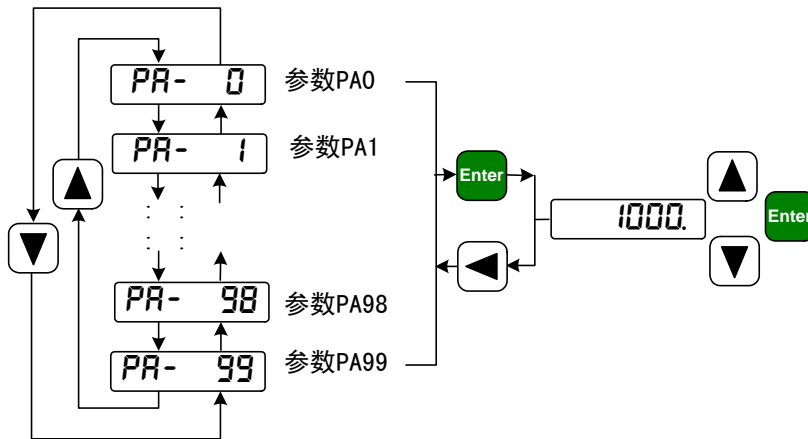 PA- 0 参数PA0
PA- 1 参数PA1
Enter
1000.
Enter
PA- 98 参数PA98
PA- 99 参数PA99